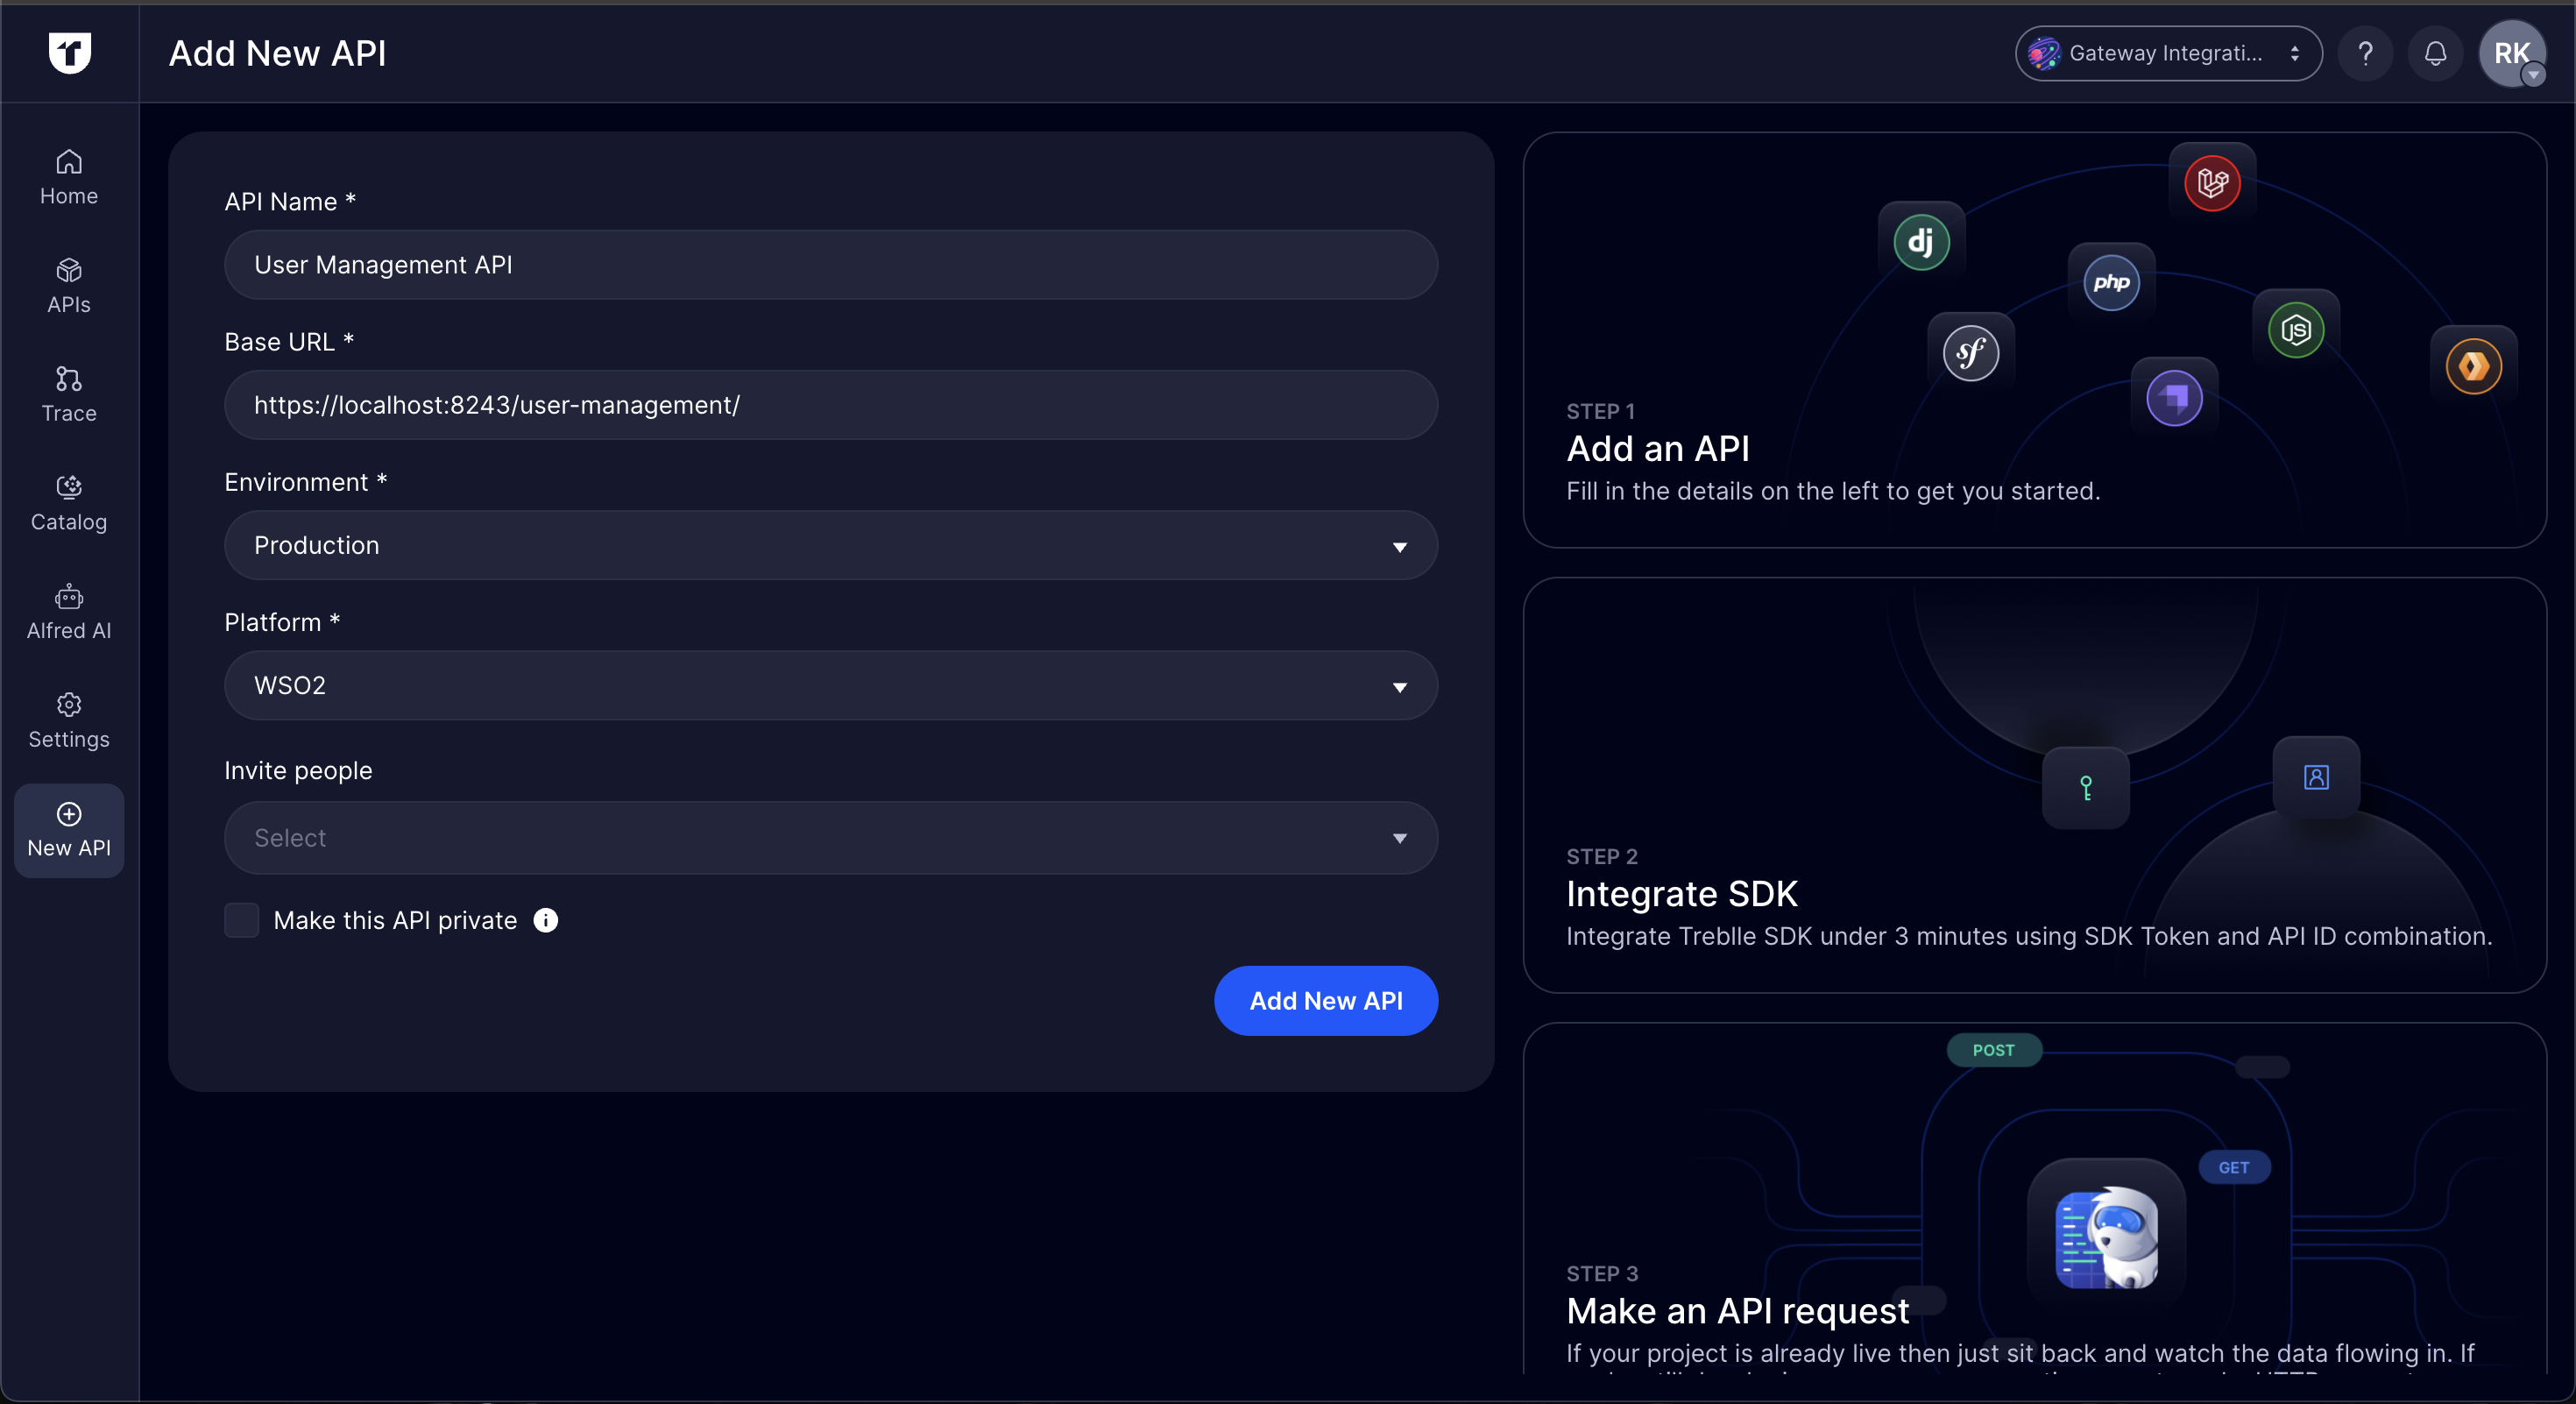 Add New API
Gateway Integrati...
?
RK
Home
APIs
Trace
Catalog
Alfred AI
Settings
New API
API Name *
User Management API
Base URL *
https://localhost:8243/user-management/
Environment *
Production
Platform *
WSO2
Invite people
Select
Make this API private
Add New API
dj
php
sf
JS
STEP 1
Add an API
Fill in the details on the left to get you started.
STEP 2
Integrate SDK
Integrate Treblle SDK under 3 minutes using SDK Token and API ID combination.
POST
GET
STEP 3
Make an API request
If your project is already live then just sit back and watch the data flowing in. If